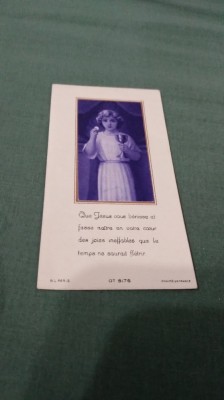 Que Jésus vous bénisse et
fasse naître en votre cœur
des joies ineffables que le
temps ne saurait flétrir.